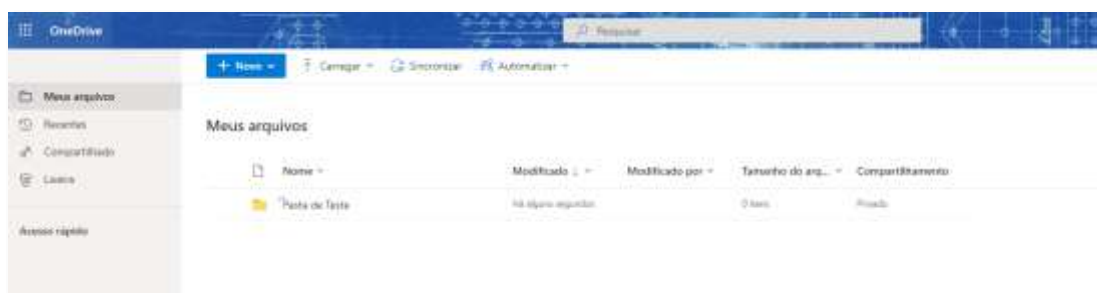 OneDrive
Pesquisar
+ Novo
Carregar
Sincronizar
Automatizar
Meus arquivos
Recentes
Compartilhado
Lixeira
Acesso rápido
Meus arquivos
Nome
Modificado
Modificado por
Tamanho do arq...
Compartilhamento
Pasta de Teste
Há alguns segundos
0 itens
Privado